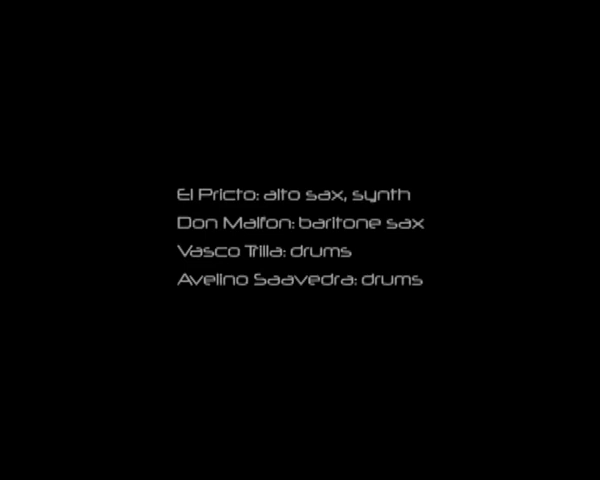 El Pricto: alto sax, synth
Don Malfon: baritone sax
Vasco Trilla: drums
Avelino Saavedra: drums